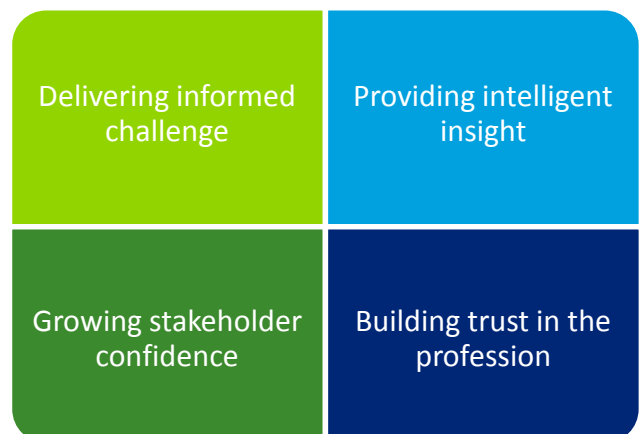 Delivering informed
challenge
Providing intelligent
insight
Growing stakeholder
confidence
Building trust in the
profession